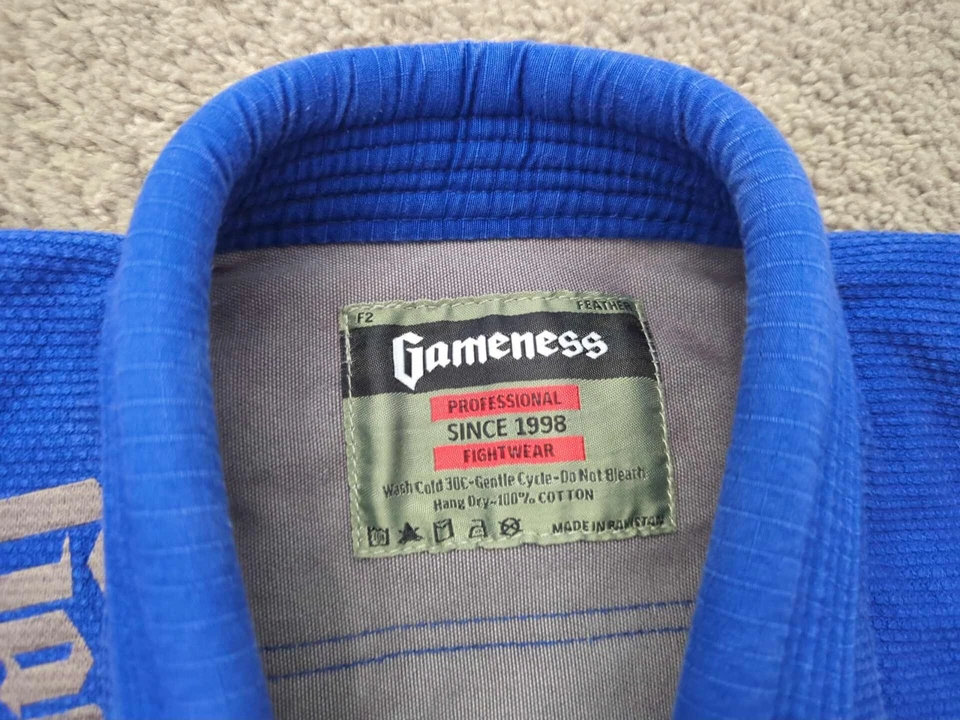 F2 FEATHER
Gameness
PROFESSIONAL
SINCE 1998
FIGHTWEAR
Wash Cold 30C-Gentle Cycle-Do Not Bleach
Hang Dry-100% COTTON
MADE IN PAKISTAN